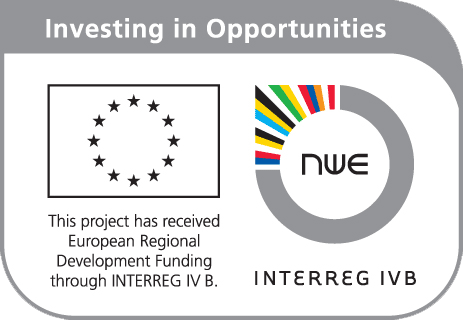 Investing in Opportunities
This project has received
European Regional
Development Funding
through INTERREG IV B.
nwe
INTERREG IVB